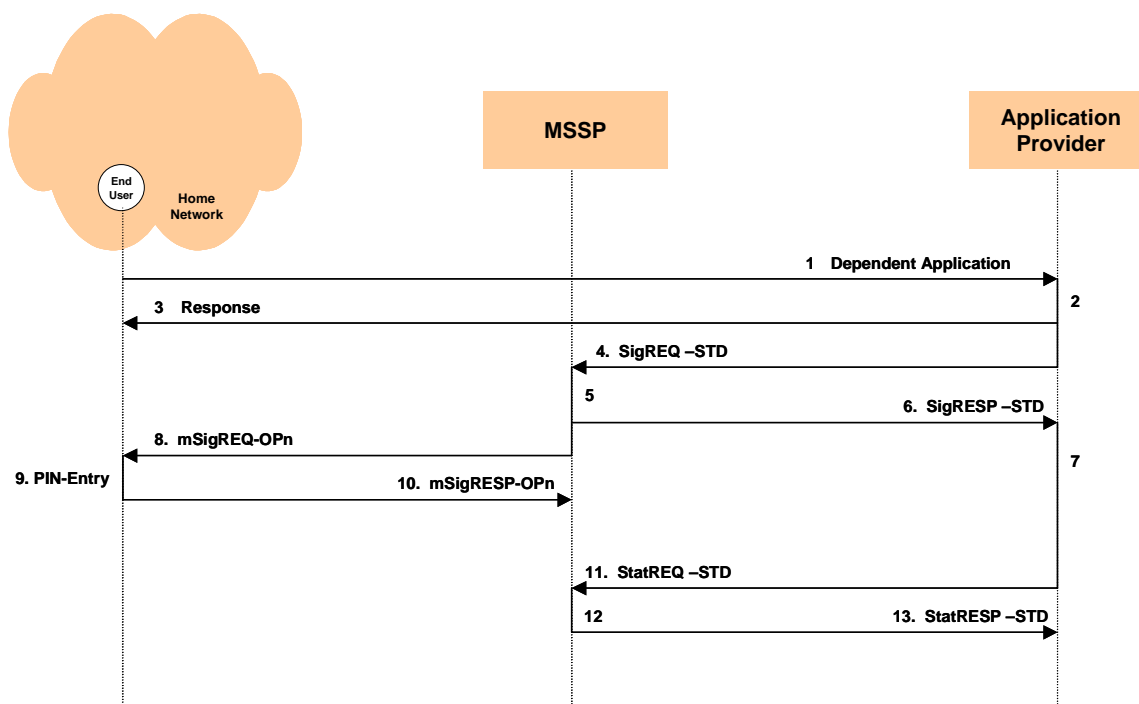 MSSP
Application
Provider
End
User
Home
Network
1 Dependent Application
2
3 Response
4. SigREQ –STD
5
6. SigRESP –STD
7
8. mSigREQ-OPn
9. PIN-Entry
10. mSigRESP-OPn
11. StatREQ –STD
12
13. StatRESP –STD